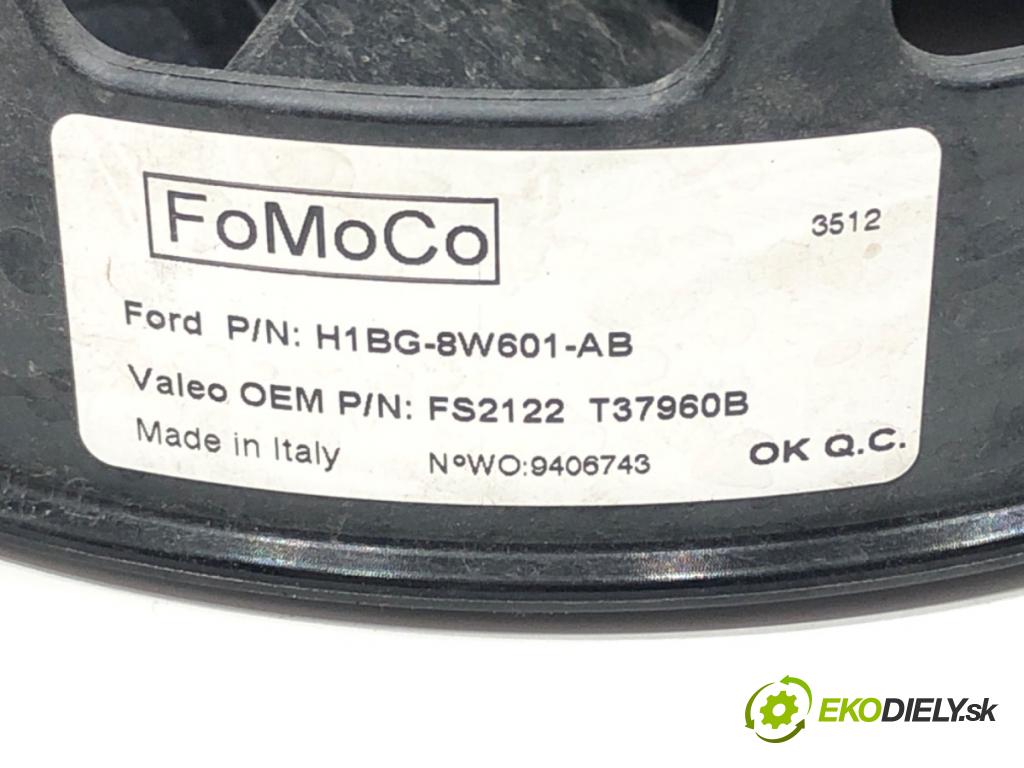 FoMoCo
3512
Ford P/N: H1BG-8W601-AB
Valeo OEM P/N: FS2122 T37960B
Made in Italy N°WO:9406743 OK Q.C.
EKODIELY.sk